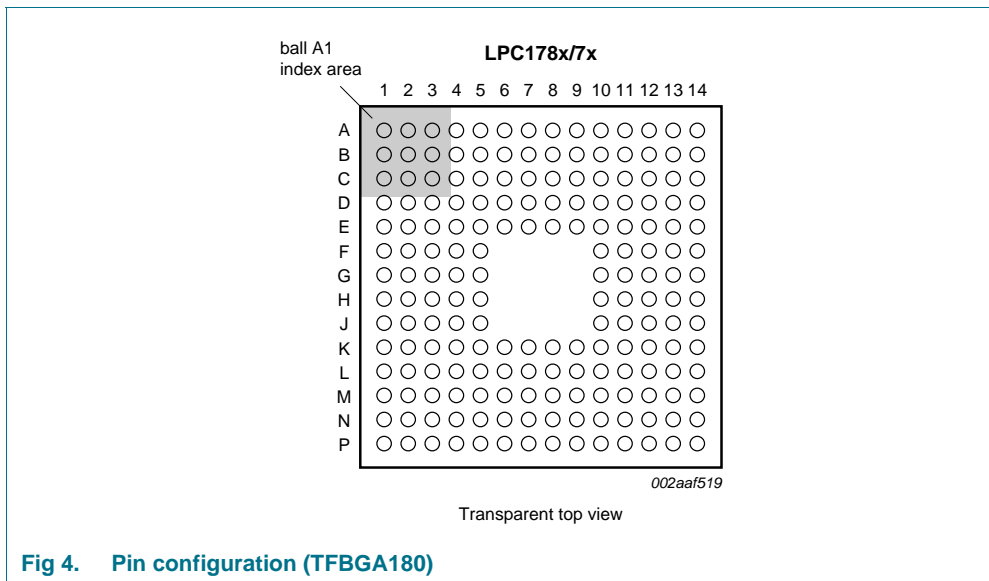 ball A1
index area
LPC178x/7x
1 2 3 4 5 6 7 8 9 10 11 12 13 14
A
B
C
D
E
F
G
H
J
K
L
M
N
P
002aaf519
Transparent top view
Fig 4. Pin configuration (TFBGA180)